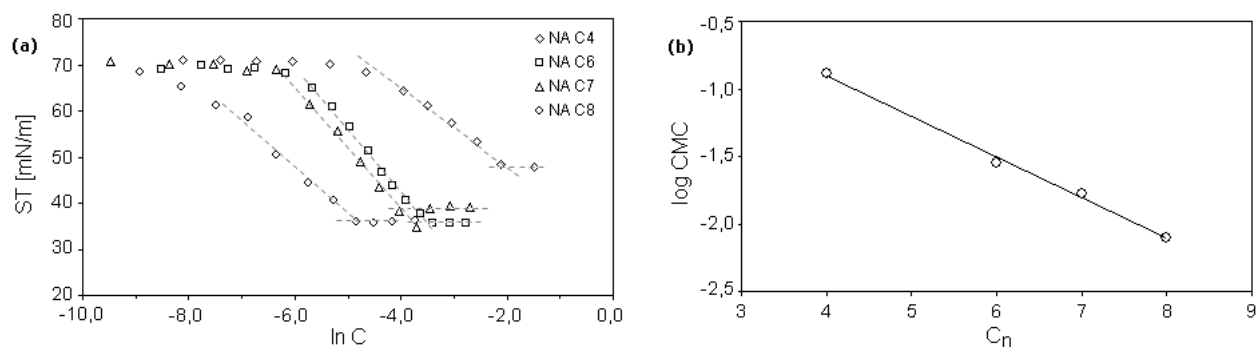 (a)
ST [mN/m]
80
70
60
50
40
30
20
-10,0 -8,0 -6,0 -4,0 -2,0 0,0
ln C
NA C4
NA C6
NA C7
NA C8
(b)
log CMC
-0,5
-1,0
-1,5
-2,0
-2,5
3 4 5 6 7 8 9
Cn